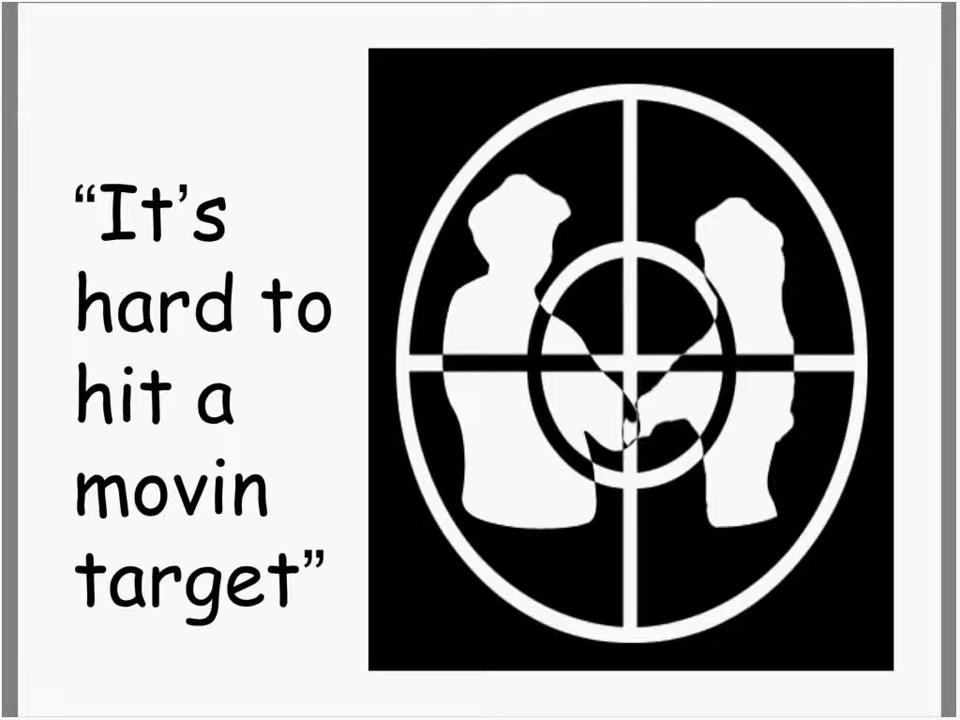 “It’s
hard to
hit a
movin
target”